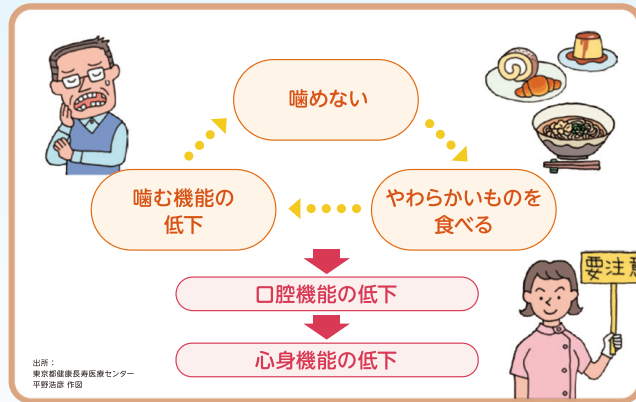 噛めない
やわらかいものを
食べる
噛む機能の
低下
口腔機能の低下
心身機能の低下
要注意
出所：
東京都健康長寿医療センター
平野浩彦 作図